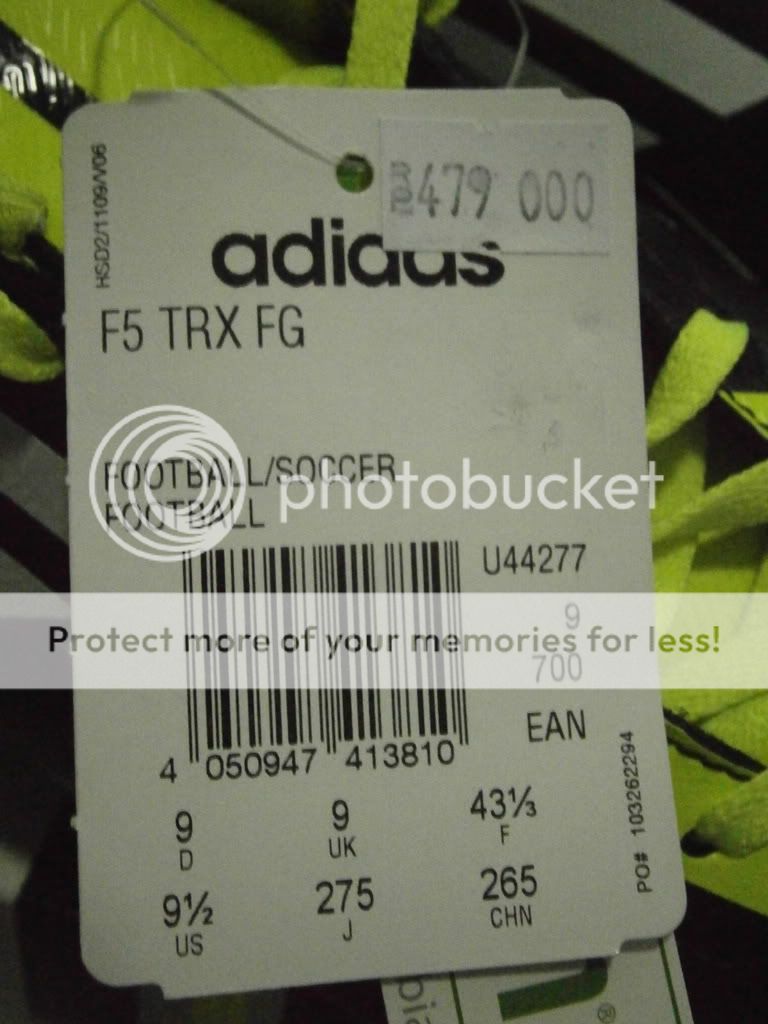 HSD2/1109/V06
479 000
adidas
F5 TRX FG
FOOTBALL/SOCCER
FOOTBALL
photobucket
U44277
Protect more of your memories for less!
9
700
EAN
4 050947 413810
PO# 103262294
9 9 43⅓
D UK F
9½ 275 265
US J CHN